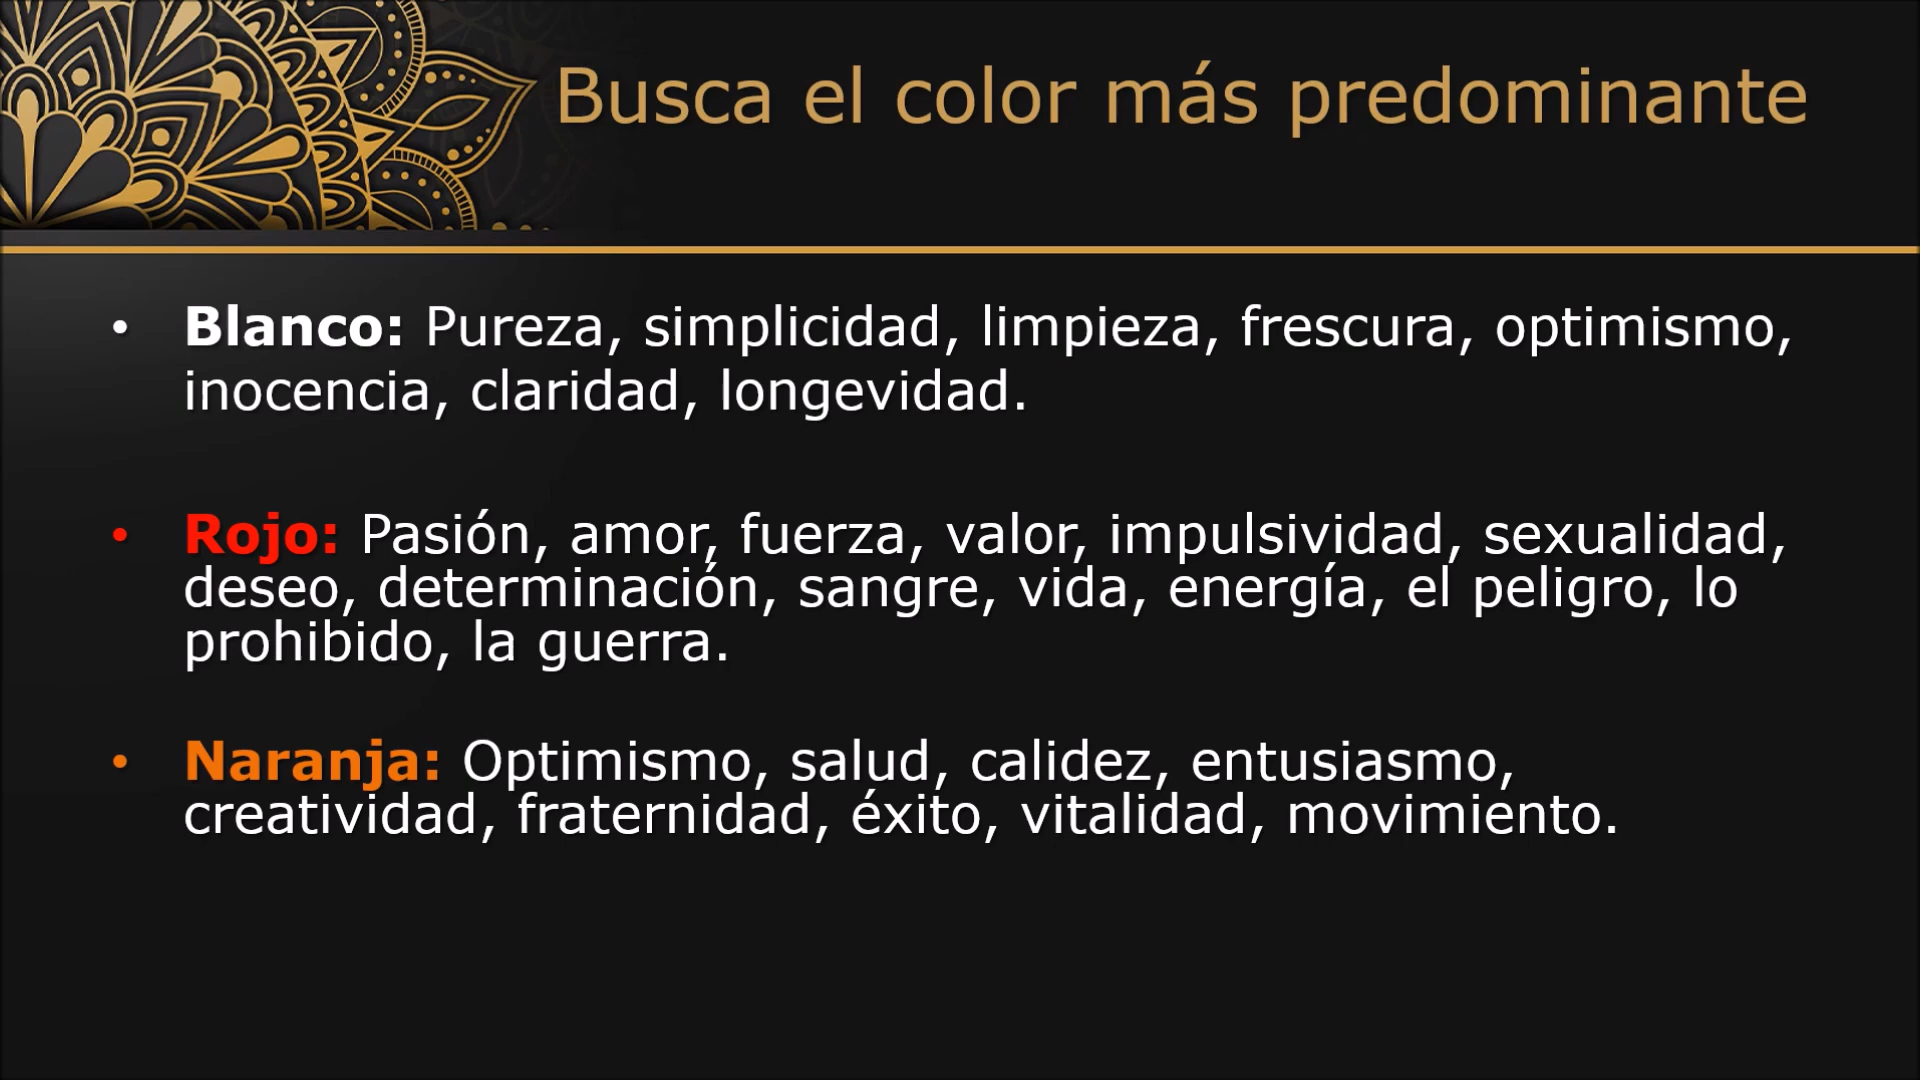 Busca el color más predominante
• Blanco: Pureza, simplicidad, limpieza, frescura, optimismo,
inocencia, claridad, longevidad.
• Rojo: Pasión, amor, fuerza, valor, impulsividad, sexualidad,
deseo, determinación, sangre, vida, energía, el peligro, lo
prohibido, la guerra.
• Naranja: Optimismo, salud, calidez, entusiasmo,
creatividad, fraternidad, éxito, vitalidad, movimiento.